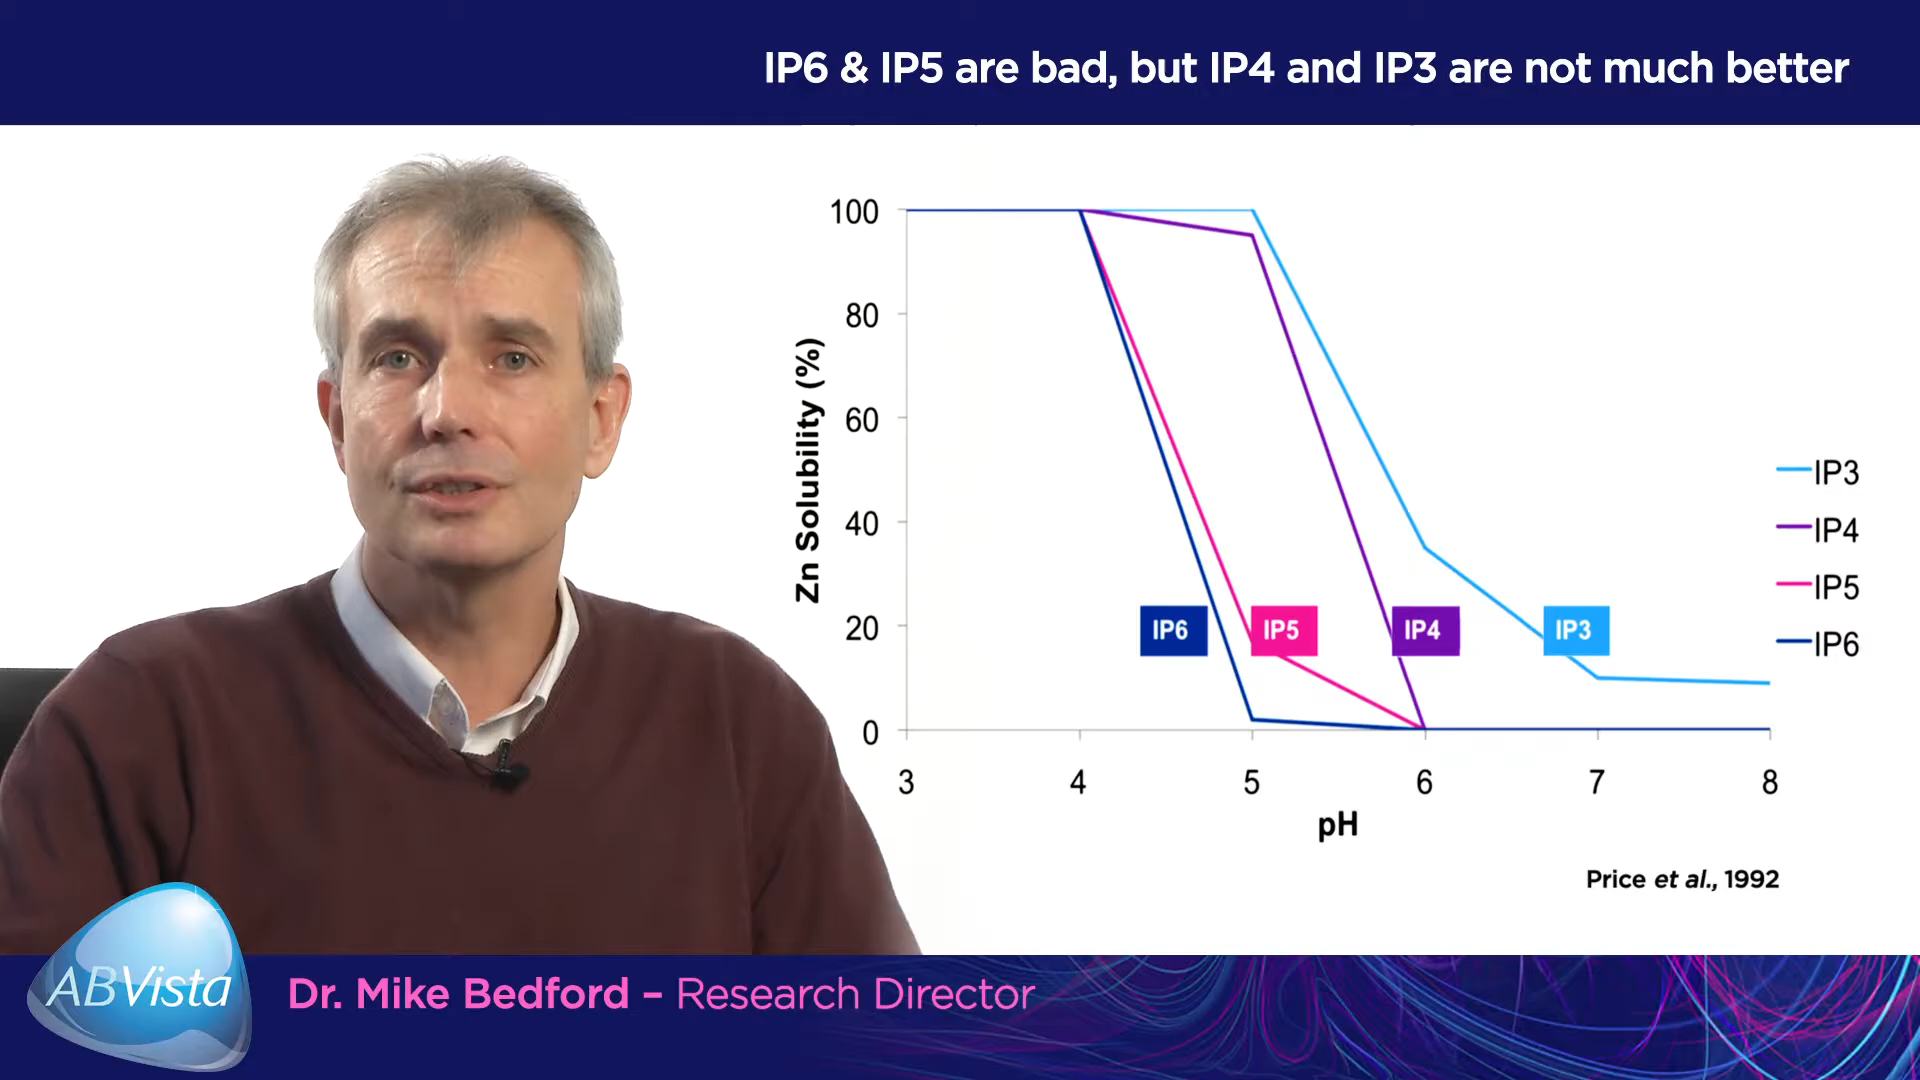 IP6 & IP5 are bad, but IP4 and IP3 are not much better
100
80
60
40
20
0
Zn Solubility (%)
3 4 5 6 7 8
pH
IP6 IP5 IP4 IP3
IP3
IP4
IP5
IP6
Price et al., 1992
ABVista
Dr. Mike Bedford – Research Director